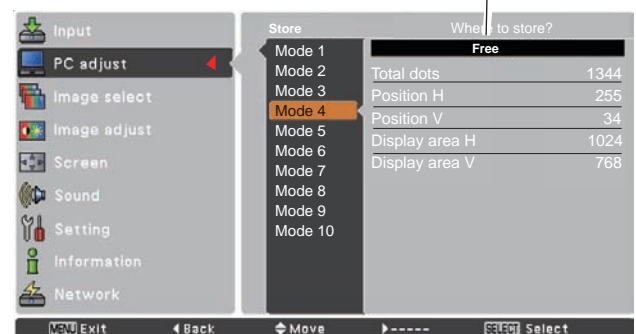 Input
PC adjust
Image select
Image adjust
Screen
Sound
Setting
Information
Network
Store
Mode 1
Mode 2
Mode 3
Mode 4
Mode 5
Mode 6
Mode 7
Mode 8
Mode 9
Mode 10
Where to store?
Free
Total dots 1344
Position H 255
Position V 34
Display area H 1024
Display area V 768
MENU Exit Back Move ----- SELECT Select